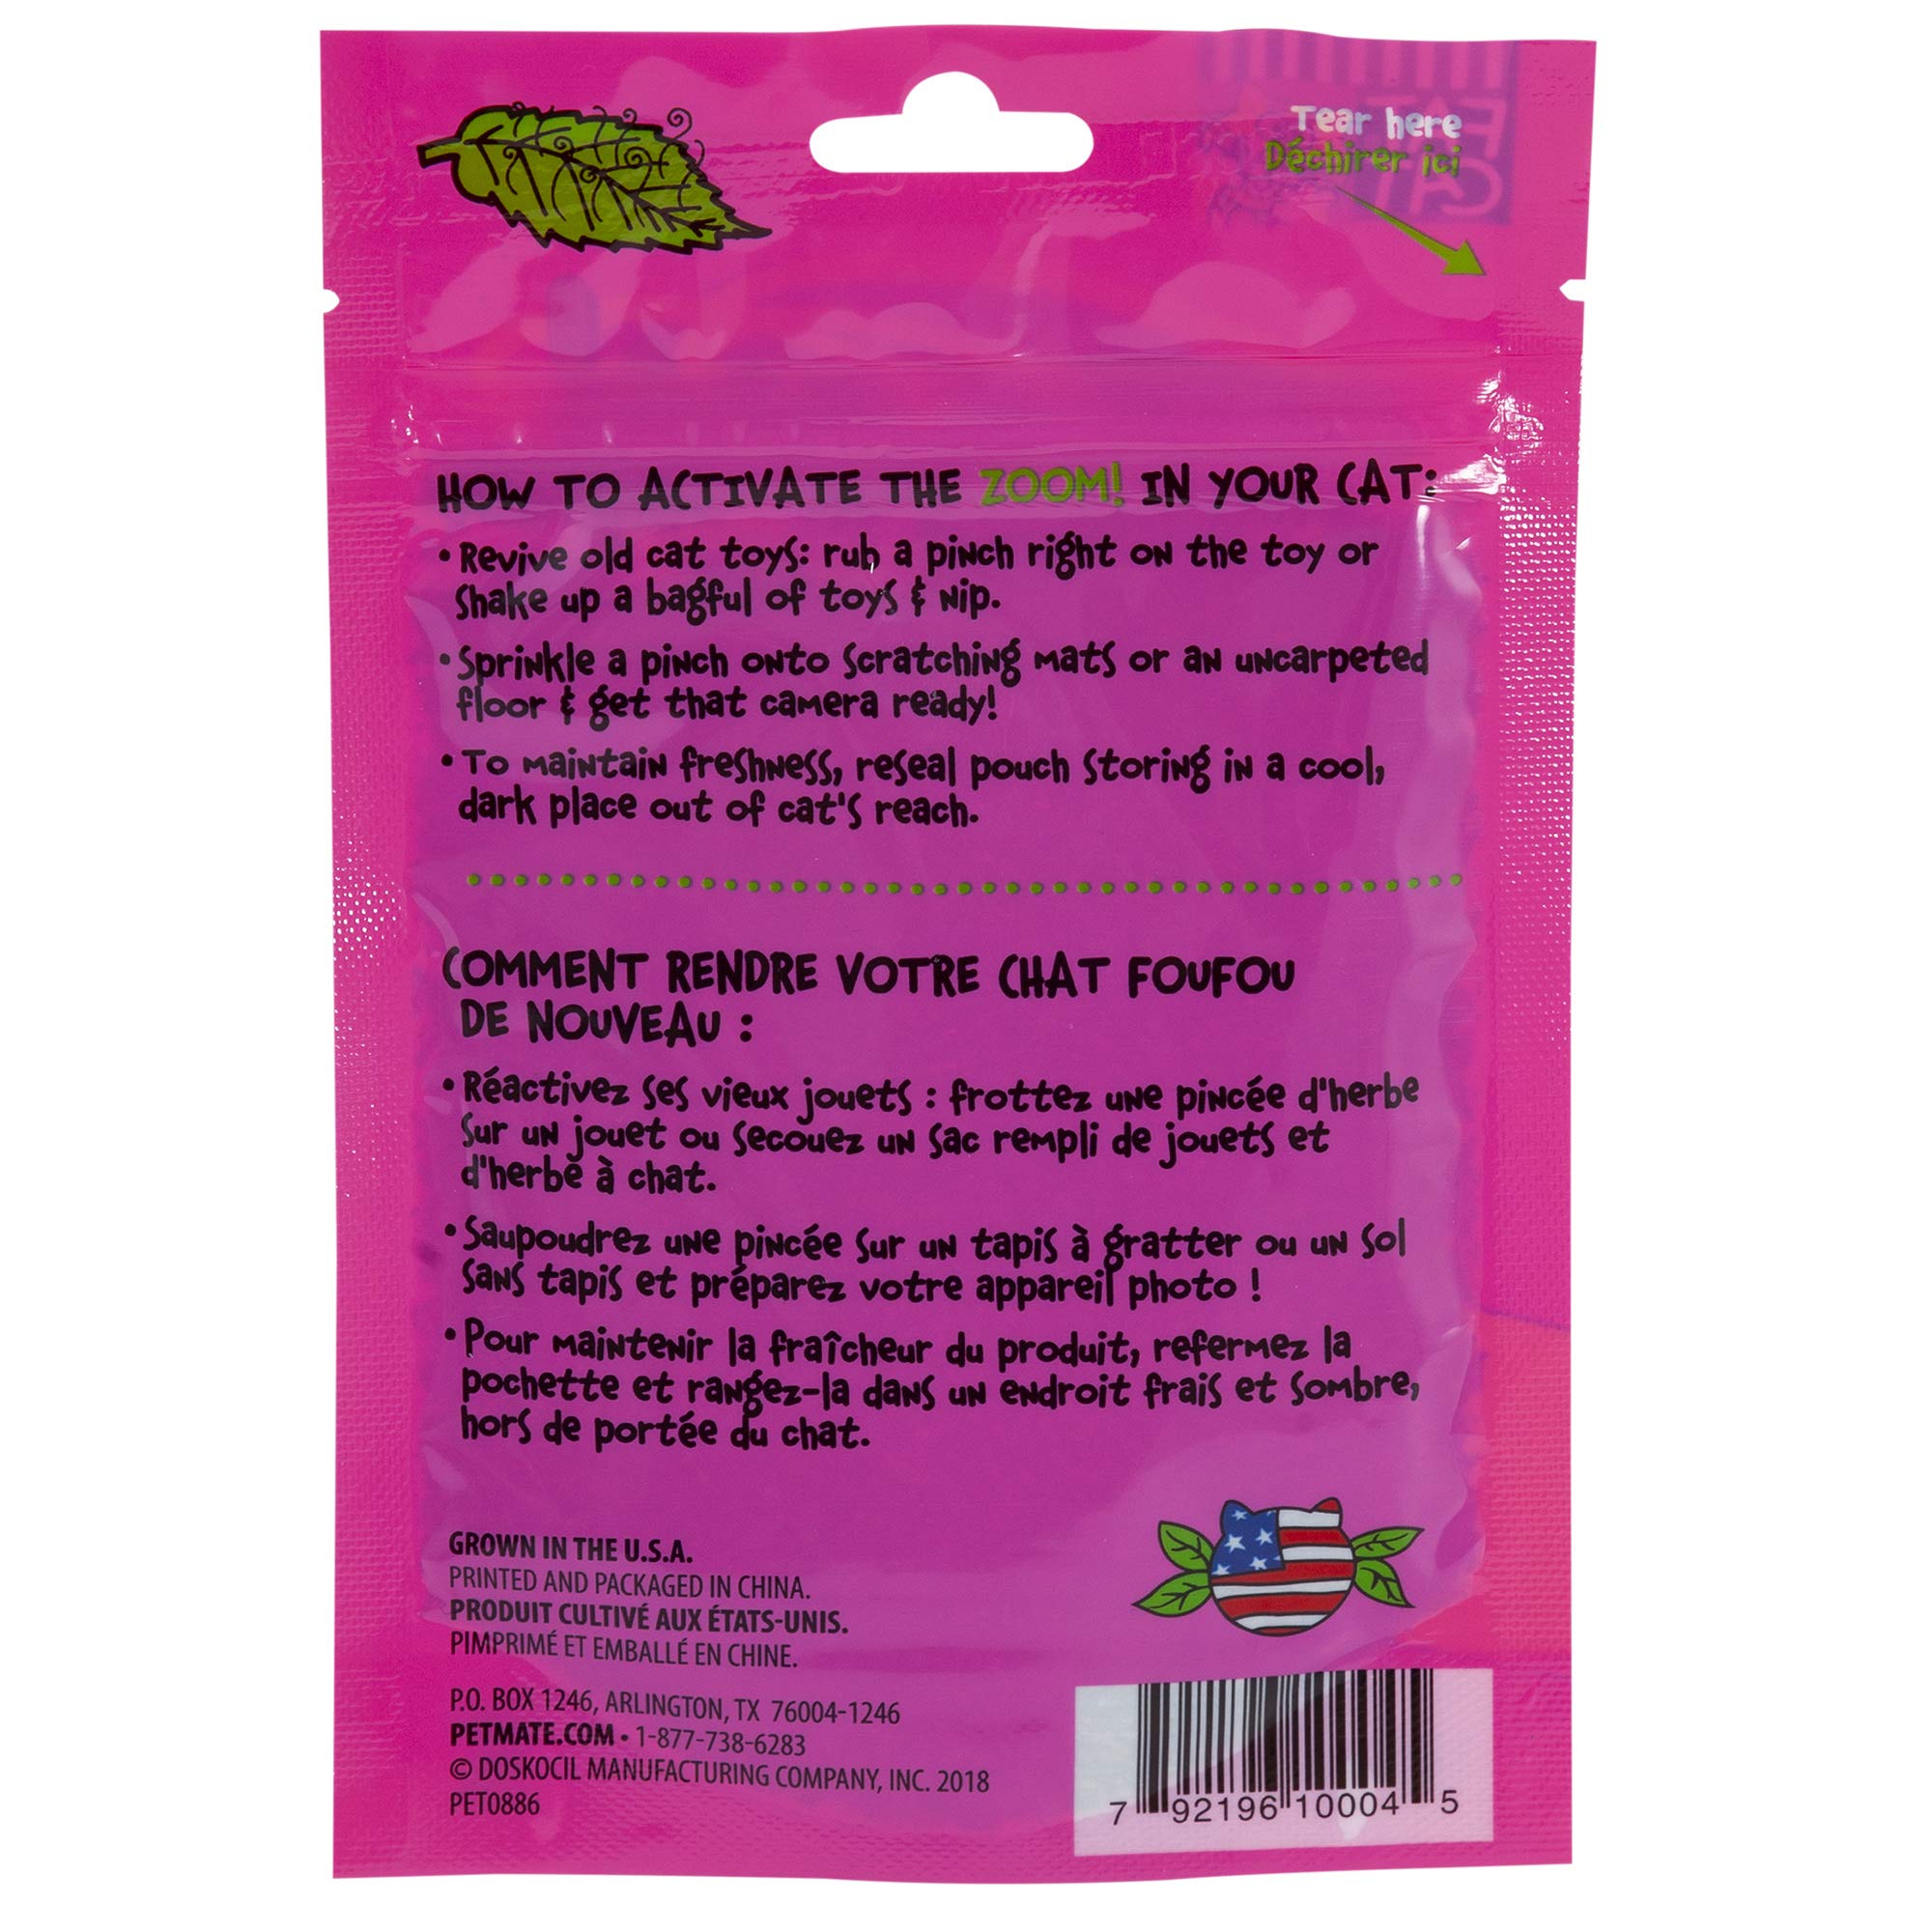 Tear here
Déchirer ici
FAT
CAT
HOW TO ACTIVATE THE ZOOM! IN YOUR CAT:
• Revive old cat toys: rub a pinch right on the toy or
shake up a bagful of toys & nip.
• Sprinkle a pinch onto scratching mats or an uncarpeted
floor & get that camera ready!
• To maintain freshness, reseal pouch storing in a cool,
dark place out of cat's reach.
COMMENT RENDRE VOTRE CHAT FOUFOU
DE NOUVEAU :
• Réactivez ses vieux jouets : frottez une pincée d'herbe
sur un jouet ou secouez un sac rempli de jouets et
d'herbe à chat.
• Saupoudrez une pincée sur un tapis à gratter ou un sol
sans tapis et préparez votre appareil photo !
• Pour maintenir la fraîcheur du produit, refermez la
pochette et rangez-la dans un endroit frais et sombre,
hors de portée du chat.
GROWN IN THE U.S.A.
PRINTED AND PACKAGED IN CHINA.
PRODUIT CULTIVÉ AUX ÉTATS-UNIS.
PIMPRIMÉ ET EMBALLÉ EN CHINE.
P.O. BOX 1246, ARLINGTON, TX 76004-1246
PETMATE.COM • 1-877-738-6283
© DOSKOCIL MANUFACTURING COMPANY, INC. 2018
PET0886
7 92196 10004 5